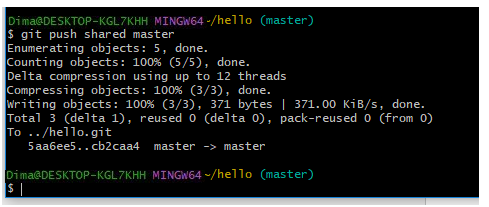 Dima@DESKTOP-KGL7KHH MINGW64 ~/hello (master)
$ git push shared master
Enumerating objects: 5, done.
Counting objects: 100% (5/5), done.
Delta compression using up to 12 threads
Compressing objects: 100% (3/3), done.
Writing objects: 100% (3/3), 371 bytes | 371.00 KiB/s, done.
Total 3 (delta 1), reused 0 (delta 0), pack-reused 0 (from 0)
To ../hello.git
   5aa6ee5..cb2caa4  master -> master
Dima@DESKTOP-KGL7KHH MINGW64 ~/hello (master)
$